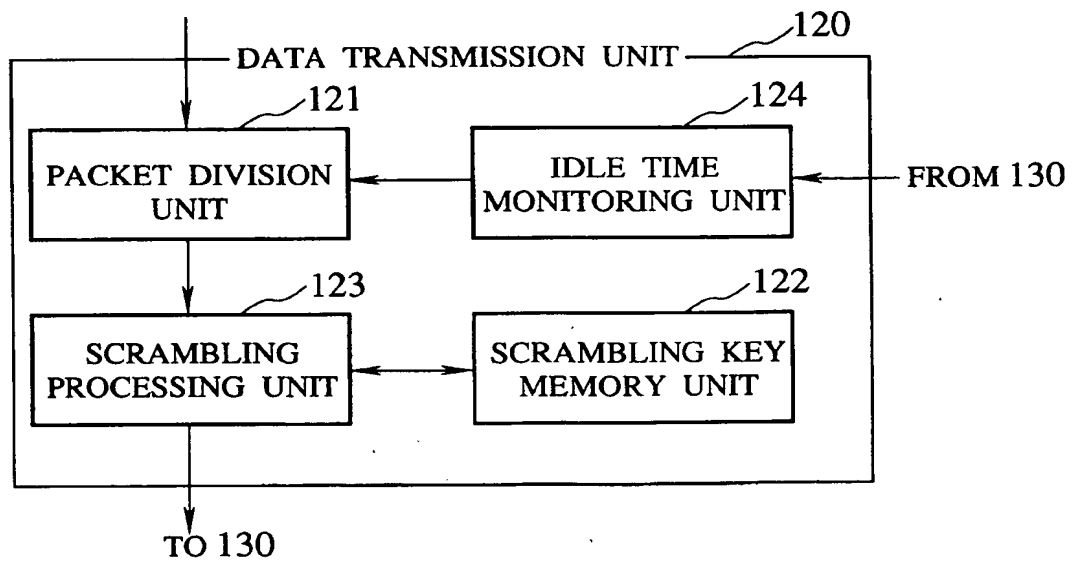 120
DATA TRANSMISSION UNIT
121
124
PACKET DIVISION
UNIT
IDLE TIME
MONITORING UNIT
FROM 130
123
122
SCRAMBLING
PROCESSING UNIT
SCRAMBLING KEY
MEMORY UNIT
TO 130